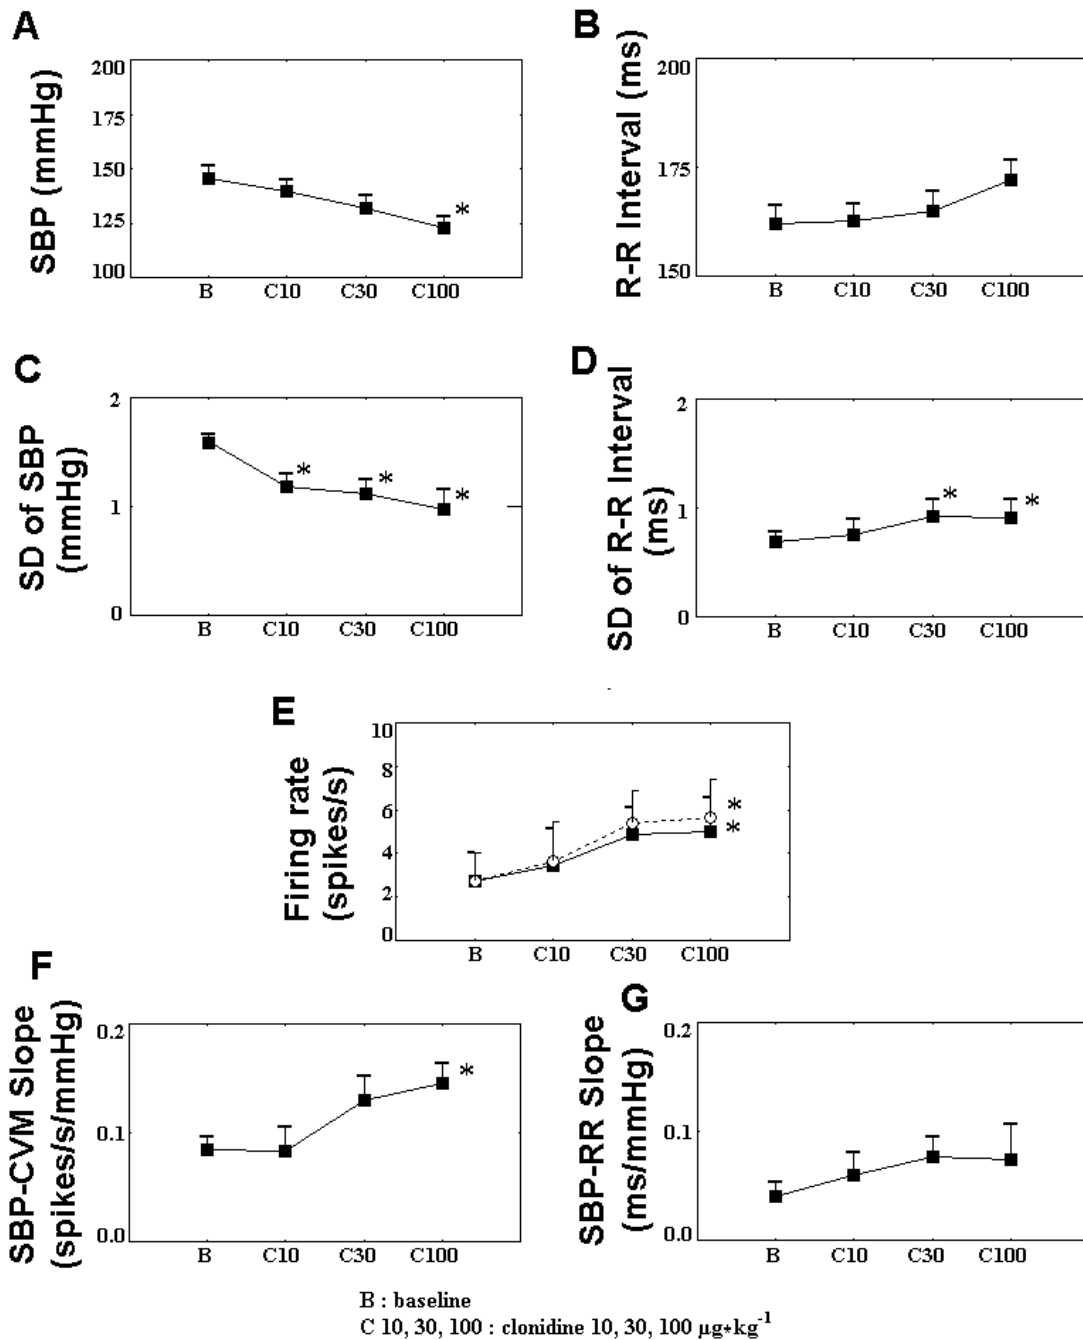 A
SBP (mmHg)
200
175
150
125
100
B C10 C30 C100
*
B
R-R Interval (ms)
200
175
150
B C10 C30 C100
C
SD of SBP
(mmHg)
2
1
0
B C10 C30 C100
* * *
D
SD of R-R Interval
(ms)
2
1
0
B C10 C30 C100
* *
E
Firing rate
(spikes/s)
10
8
6
4
2
0
B C10 C30 C100
*
*
F
SBP-CVM Slope
(spikes/s/mmHg)
0.2
0.1
0.0
B C10 C30 C100
*
G
SBP-RR Slope
(ms/mmHg)
0.2
0.1
0.0
B C10 C30 C100
B : baseline
C 10, 30, 100 : clonidine 10, 30, 100 μg*kg⁻¹